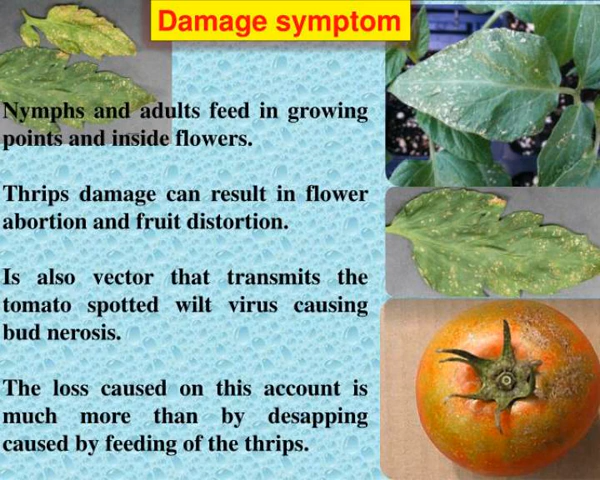 Damage symptom
Nymphs and adults feed in growing
points and inside flowers.
Thrips damage can result in flower
abortion and fruit distortion.
Is also vector that transmits the
tomato spotted wilt virus causing
bud nerosis.
The loss caused on this account is
much more than by desapping
caused by feeding of the thrips.